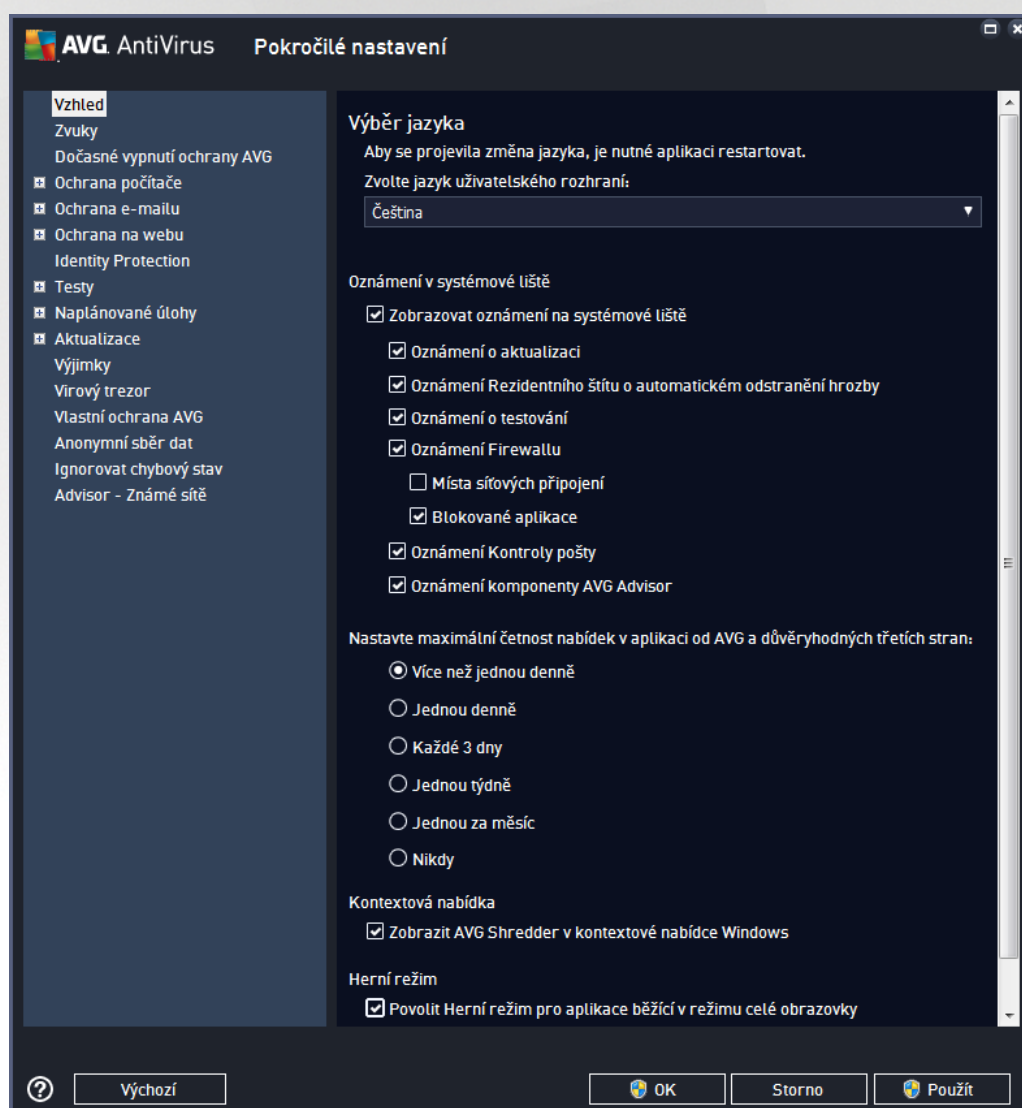 AVG. AntiVirus Pokročilé nastavení
Vzhled
Zvuky
Dočasné vypnutí ochrany AVG
Ochrana počítače
Ochrana e-mailu
Ochrana na webu
Identity Protection
Testy
Naplánované úlohy
Aktualizace
Výjimky
Virový trezor
Vlastní ochrana AVG
Anonymní sběr dat
Ignorovat chybový stav
Advisor - Známé sítě
Výběr jazyka
Aby se projevila změna jazyka, je nutné aplikaci restartovat.
Zvolte jazyk uživatelského rozhraní:
Čeština
Oznámení v systémové liště
Zobrazovat oznámení na systémové liště
Oznámení o aktualizaci
Oznámení Rezidentního štítu o automatickém odstranění hrozby
Oznámení o testování
Oznámení Firewallu
Místa síťových připojení
Blokované aplikace
Oznámení Kontroly pošty
Oznámení komponenty AVG Advisor
Nastavte maximální četnost nabídek v aplikaci od AVG a důvěryhodných třetích stran:
Více než jednou denně
Jednou denně
Každé 3 dny
Jednou týdně
Jednou za měsíc
Nikdy
Kontextová nabídka
Zobrazit AVG Shredder v kontextové nabídce Windows
Herní režim
Povolit Herní režim pro aplikace běžící v režimu celé obrazovky
? Výchozí OK Storno Použít